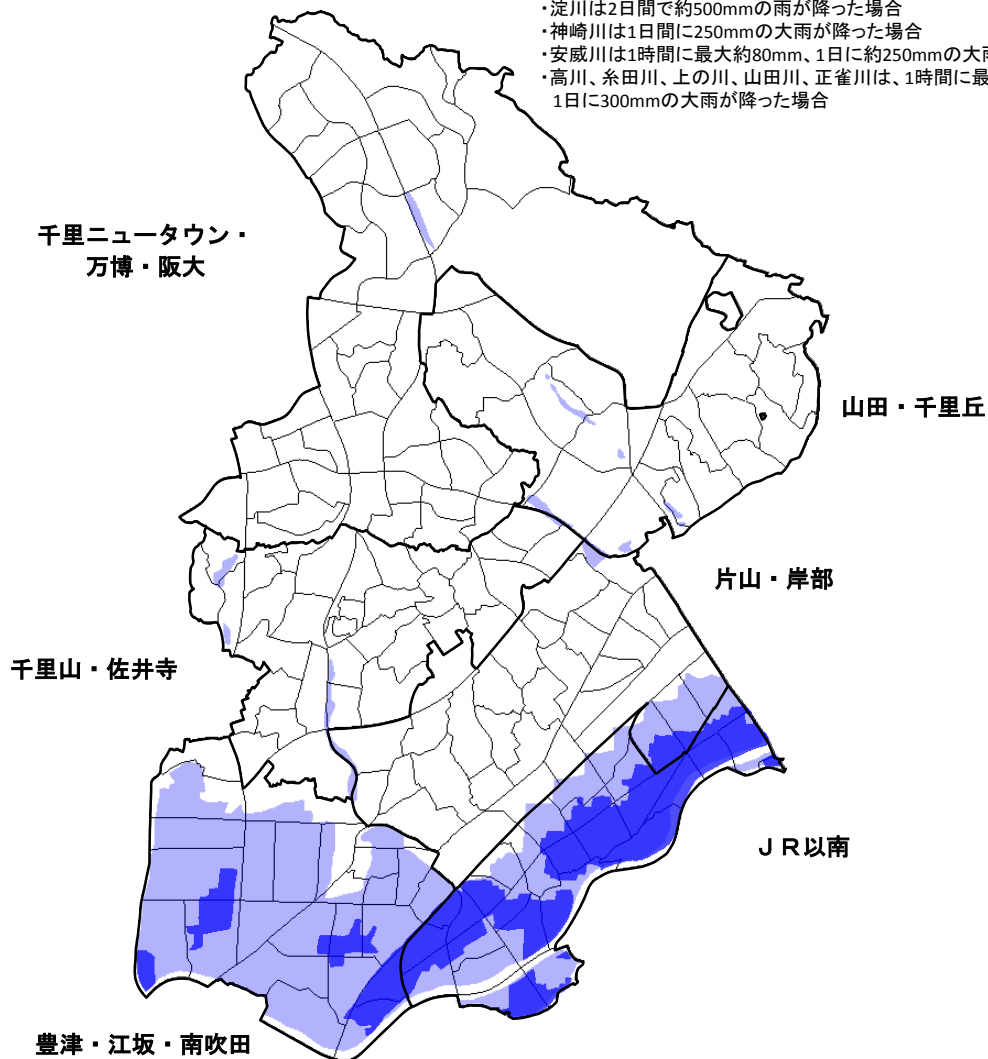 ・淀川は2日間で約500mmの雨が降った場合
・神崎川は1日間に250mmの大雨が降った場合
・安威川は1時間に最大約80mm、1日に約250mmの大雨
・高川、糸田川、上の川、山田川、正雀川は、1時間に最
1日に300mmの大雨が降った場合
千里ニュータウン・
万博・阪大
山田・千里丘
片山・岸部
千里山・佐井寺
ＪＲ以南
豊津・江坂・南吹田